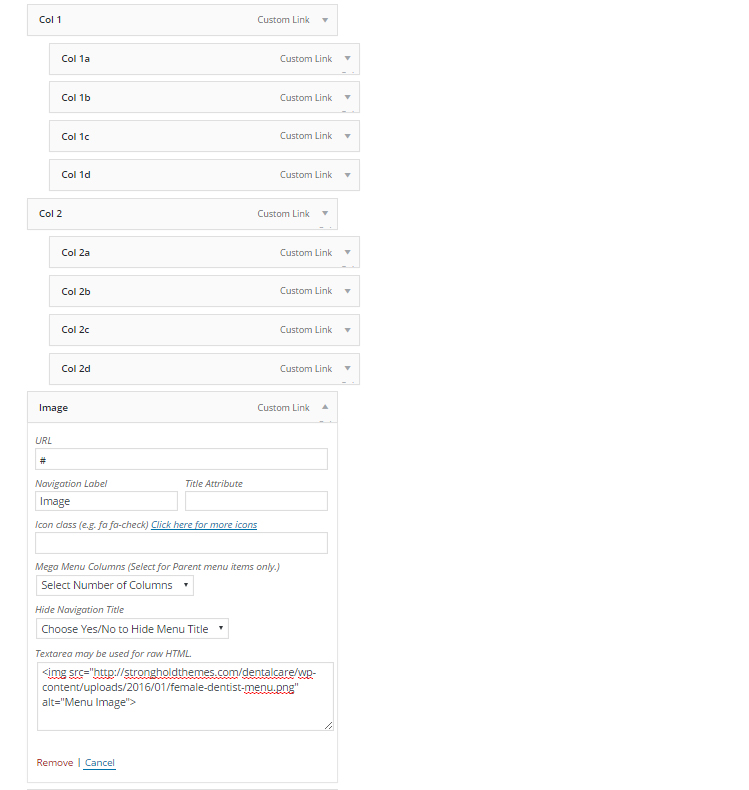 Col 1 Custom Link
Col 1a Custom Link
Col 1b Custom Link
Col 1c Custom Link
Col 1d Custom Link
Col 2 Custom Link
Col 2a Custom Link
Col 2b Custom Link
Col 2c Custom Link
Col 2d Custom Link
Image Custom Link
URL
#
Navigation Label Title Attribute
Image
Icon class (e.g. fa fa-check) Click here for more icons
Mega Menu Columns (Select for Parent menu items only.)
Select Number of Columns
Hide Navigation Title
Choose Yes/No to Hide Menu Title
Textarea may be used for raw HTML.
<img src="http://strongholdthemes.com/dentalcare/wp-
content/uploads/2016/01/female-dentist-menu.png"
alt="Menu Image">
Remove | Cancel